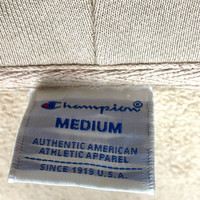 Champion
MEDIUM
AUTHENTIC AMERICAN
ATHLETIC APPAREL
SINCE 1919 U.S.A.